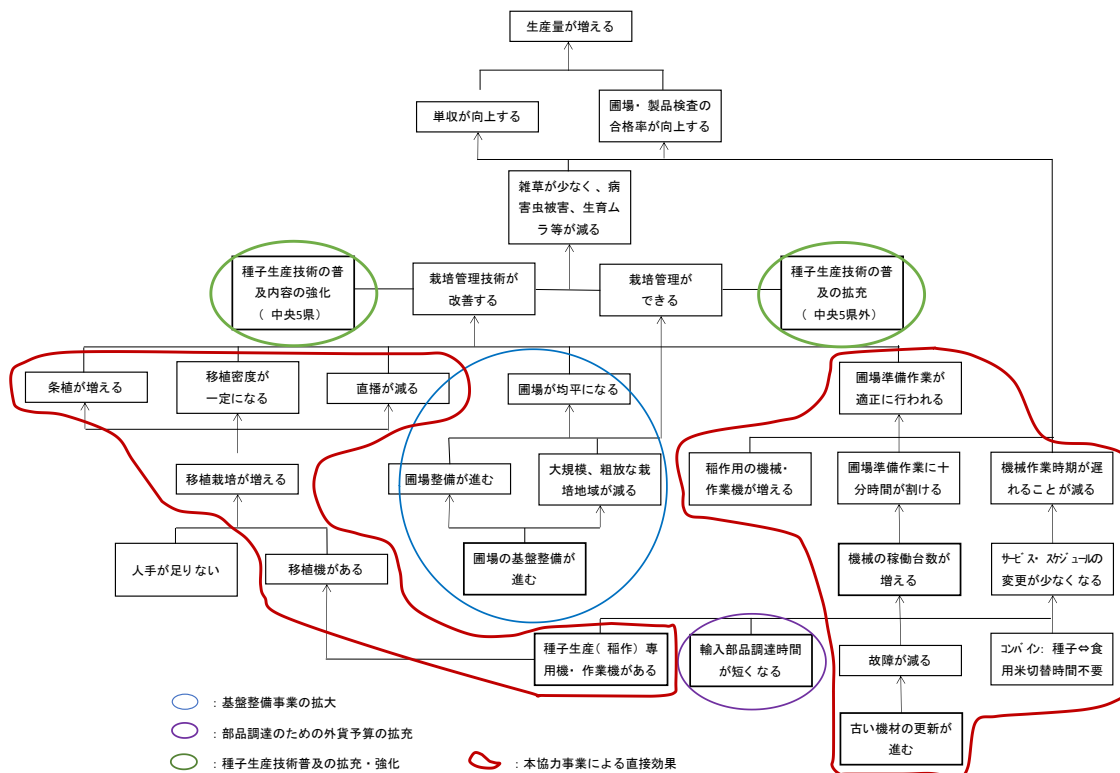 生産量が増える
単収が向上する
圃場・製品検査の
合格率が向上する
雑草が少なく、病
害虫被害、生育ム
ラ等が減る
種子生産技術の普
及内容の強化
(中央5県)
栽培管理技術が
改善する
栽培管理が
できる
種子生産技術の普
及の拡充
(中央5県外)
条植が増える
移植密度が
一定になる
直播が減る
圃場が均平になる
圃場準備作業が
適正に行われる
移植栽培が増える
圃場整備が進む
大規模、粗放な栽
培地域が減る
稲作用の機械・
作業機が増える
圃場準備作業に十
分時間が割ける
機械作業時期が遅
れることが減る
人手が足りない
移植機がある
圃場の基盤整備が
進む
機械の稼働台数が
増える
サービス・スケジュールの
変更が少なくなる
種子生産(稲作)専
用機・作業機がある
輸入部品調達時間
が短くなる
故障が減る
コンバイン:種子⇔食
用米切替時間不要
古い機材の更新が
進む
:基盤整備事業の拡大
:部品調達のための外貨予算の拡充
:種子生産技術普及の拡充・強化
:本協力事業による直接効果